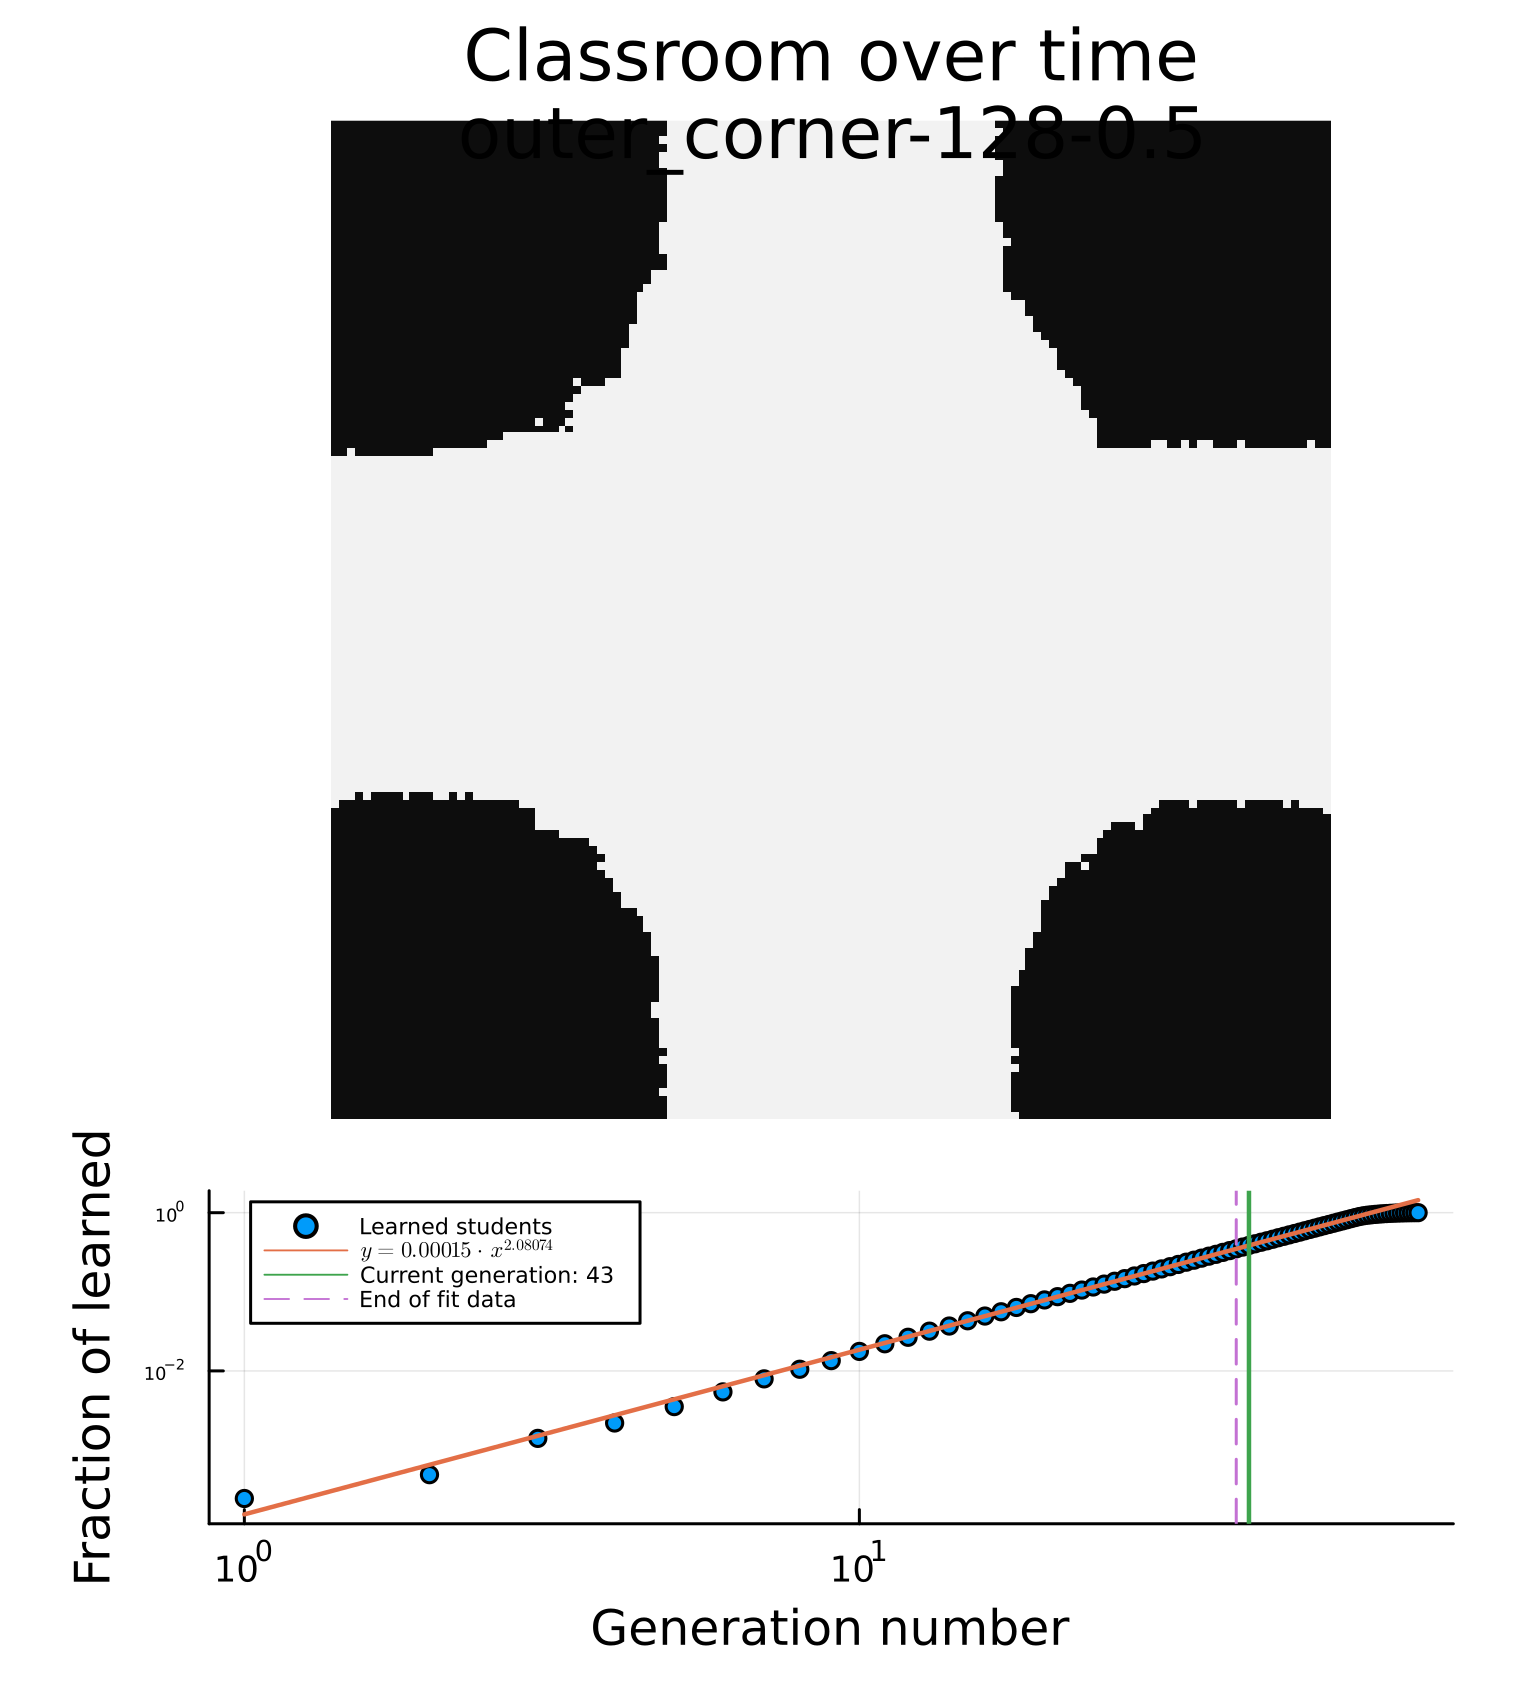 Classroom over time
outer_corner-128-0.5
Fraction of learned
10⁰
10⁻²
Learned students
y = 0.00015 · x^2.08074
Current generation: 43
End of fit data
10⁰
10¹
Generation number